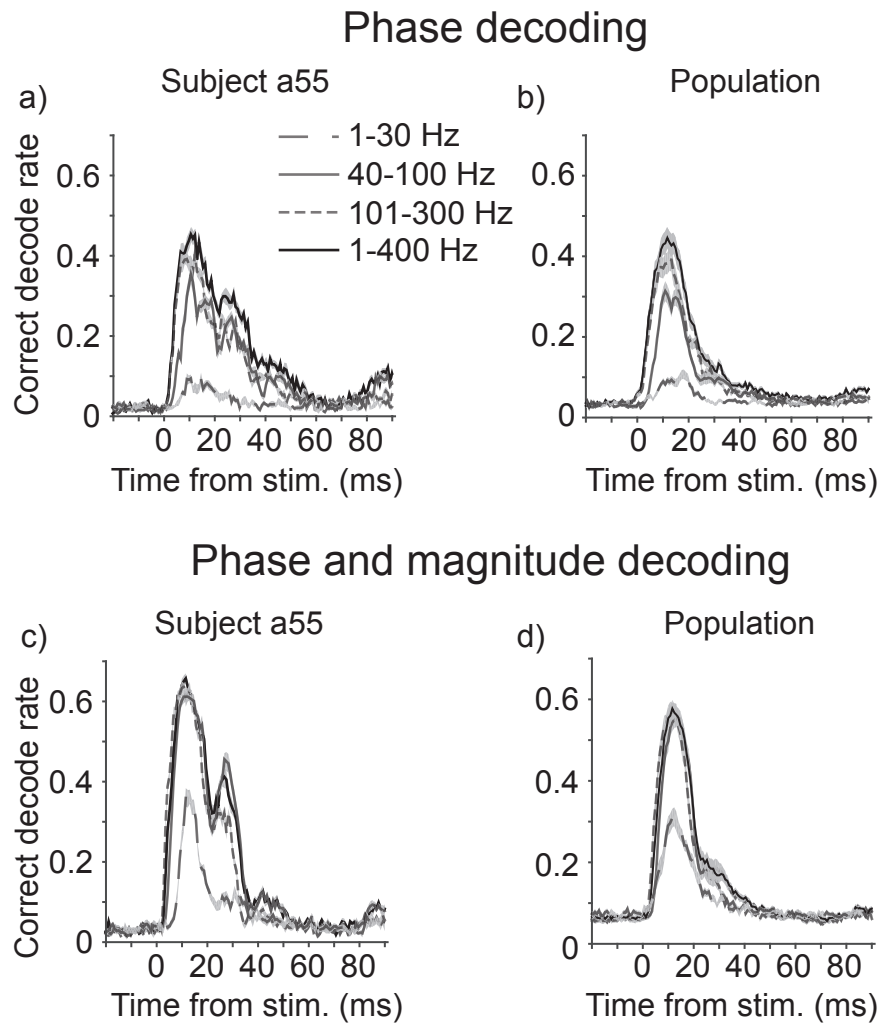 Phase decoding
Subject a55
Population
a)
b)
Correct decode rate
0.6
0.4
0.2
0
1-30 Hz
40-100 Hz
101-300 Hz
1-400 Hz
0 20 40 60 80
Time from stim. (ms)
0.6
0.4
0.2
0
0 20 40 60 80
Time from stim. (ms)
Phase and magnitude decoding
Subject a55
Population
c)
d)
Correct decode rate
0.6
0.4
0.2
0
0 20 40 60 80
Time from stim. (ms)
0.6
0.4
0.2
0
0 20 40 60 80
Time from stim. (ms)